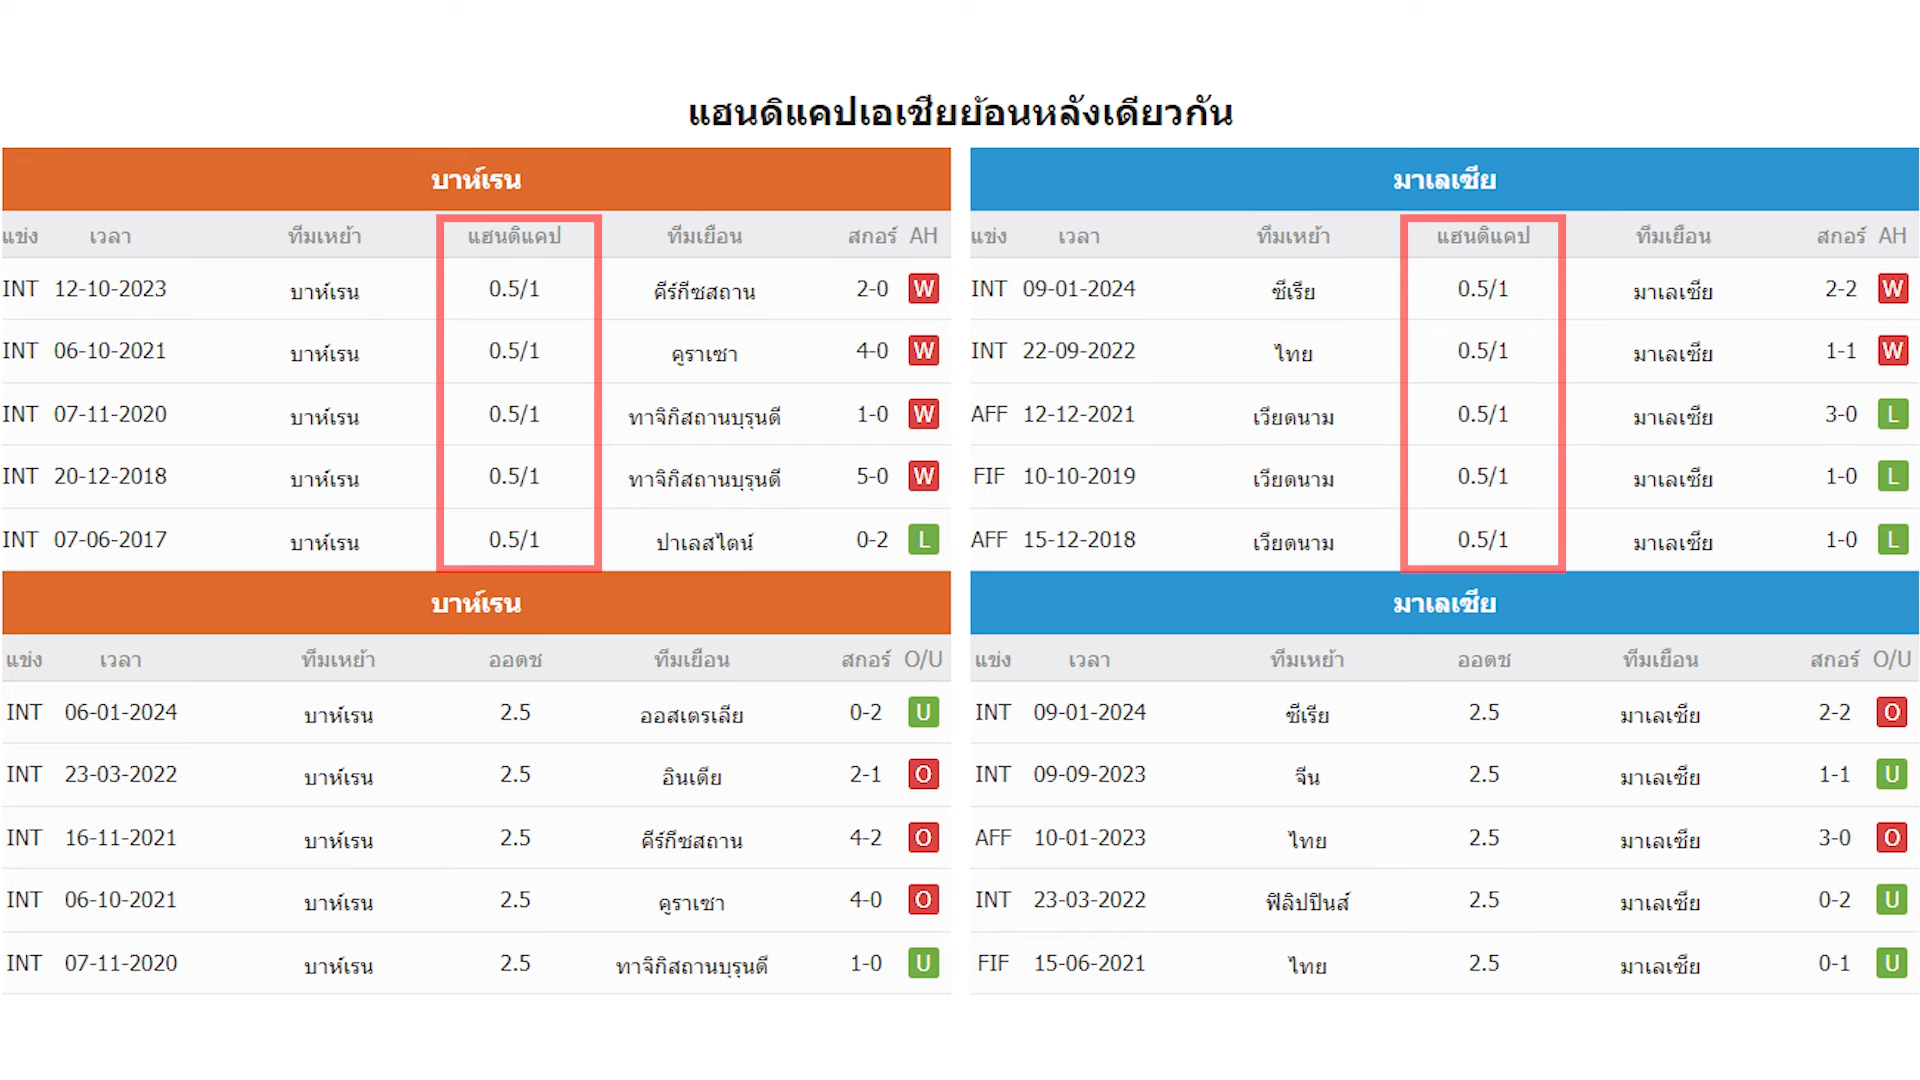 แฮนดิแคปเอเชียย้อนหลังเดียวกัน
บาห์เรน
แข่ง เวลา ทีมเหย้า แฮนดิแคป ทีมเยือน สกอร์ AH
INT 12-10-2023 บาห์เรน 0.5/1 คีร์กีซสถาน 2-0 W
INT 06-10-2021 บาห์เรน 0.5/1 คูราเซา 4-0 W
INT 07-11-2020 บาห์เรน 0.5/1 ทาจิกิสถานบุรุนดี 1-0 W
INT 20-12-2018 บาห์เรน 0.5/1 ทาจิกิสถานบุรุนดี 5-0 W
INT 07-06-2017 บาห์เรน 0.5/1 ปาเลสไตน์ 0-2 L
มาเลเซีย
แข่ง เวลา ทีมเหย้า แฮนดิแคป ทีมเยือน สกอร์ AH
INT 09-01-2024 ซีเรีย 0.5/1 มาเลเซีย 2-2 W
INT 22-09-2022 ไทย 0.5/1 มาเลเซีย 1-1 W
AFF 12-12-2021 เวียดนาม 0.5/1 มาเลเซีย 3-0 L
FIF 10-10-2019 เวียดนาม 0.5/1 มาเลเซีย 1-0 L
AFF 15-12-2018 เวียดนาม 0.5/1 มาเลเซีย 1-0 L
บาห์เรน
แข่ง เวลา ทีมเหย้า ออดซ ทีมเยือน สกอร์ O/U
INT 06-01-2024 บาห์เรน 2.5 ออสเตรเลีย 0-2 U
INT 23-03-2022 บาห์เรน 2.5 อินเดีย 2-1 O
INT 16-11-2021 บาห์เรน 2.5 คีร์กีซสถาน 4-2 O
INT 06-10-2021 บาห์เรน 2.5 คูราเซา 4-0 O
INT 07-11-2020 บาห์เรน 2.5 ทาจิกิสถานบุรุนดี 1-0 U
มาเลเซีย
แข่ง เวลา ทีมเหย้า ออดซ ทีมเยือน สกอร์ O/U
INT 09-01-2024 ซีเรีย 2.5 มาเลเซีย 2-2 O
INT 09-09-2023 จีน 2.5 มาเลเซีย 1-1 U
AFF 10-01-2023 ไทย 2.5 มาเลเซีย 3-0 O
INT 23-03-2022 ฟิลิปปินส์ 2.5 มาเลเซีย 0-2 U
FIF 15-06-2021 ไทย 2.5 มาเลเซีย 0-1 U